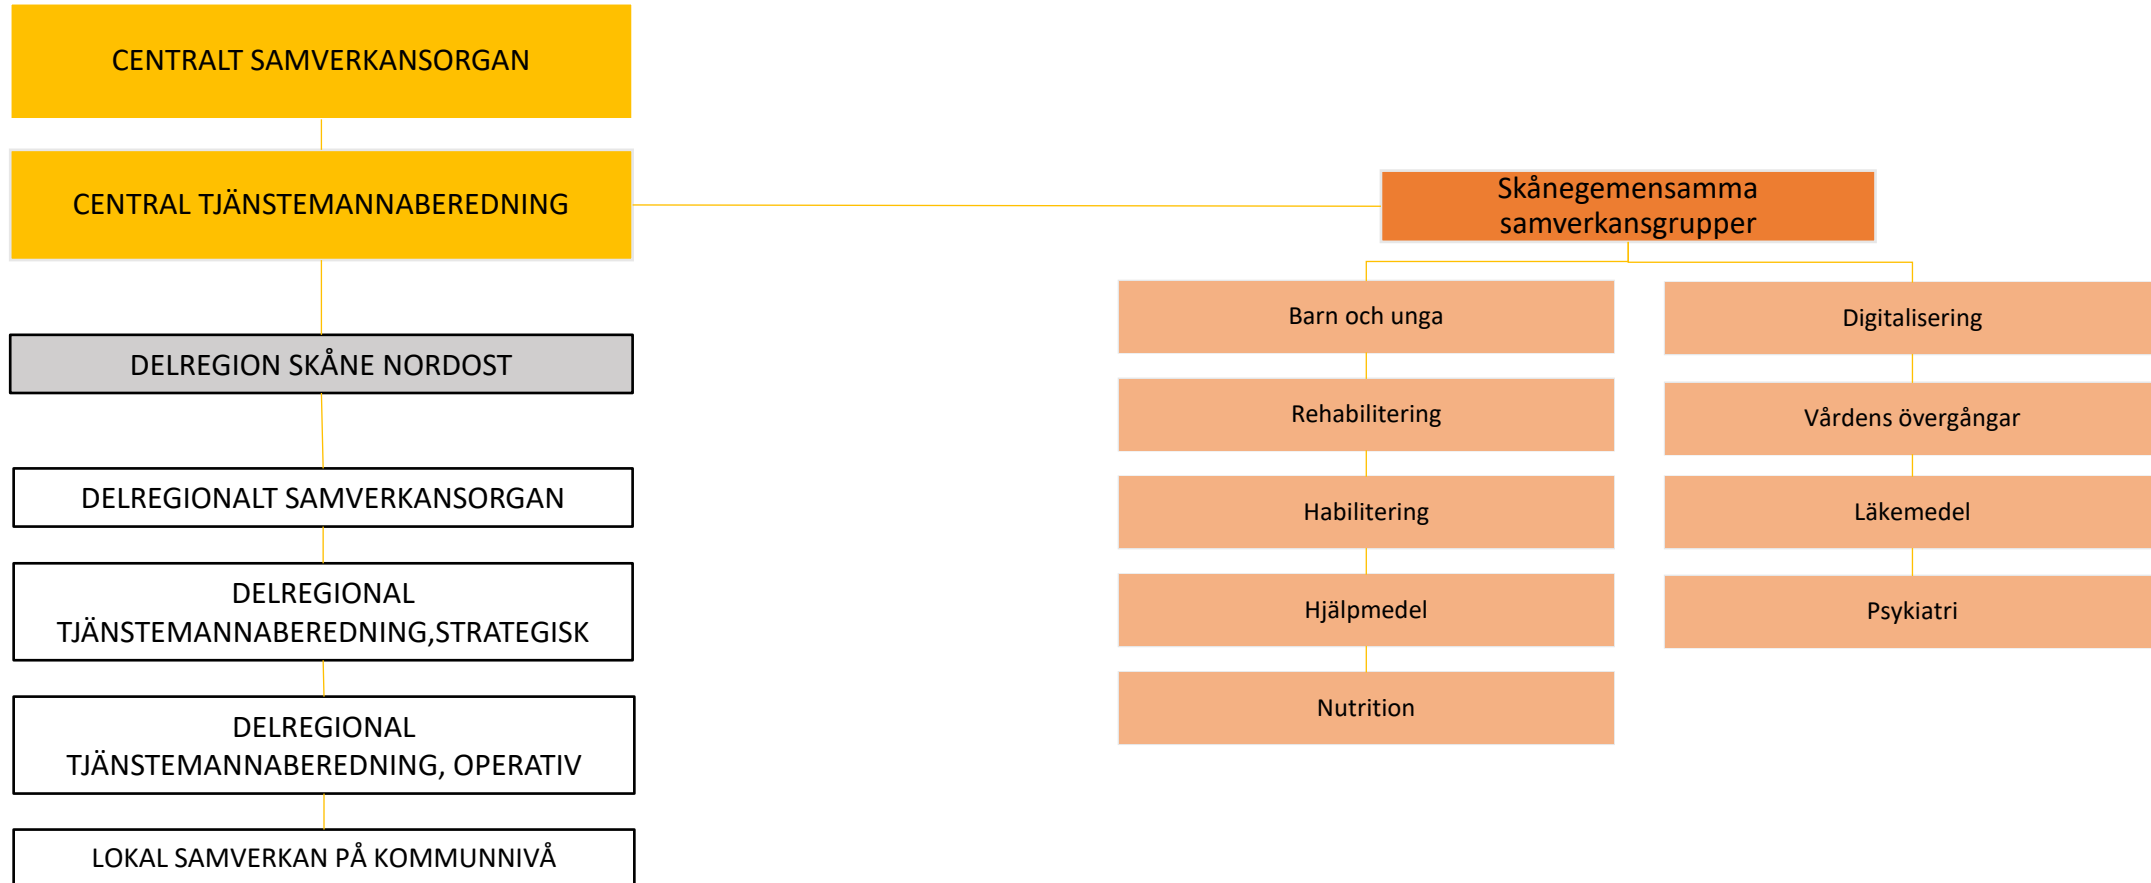 CENTRALT SAMVERKANSORGAN
CENTRAL TJÄNSTEMANNABEREDNING
DELREGION SKÅNE NORDOST
DELREGIONALT SAMVERKANSORGAN
DELREGIONAL
TJÄNSTEMANNABEREDNING,STRATEGISK
DELREGIONAL
TJÄNSTEMANNABEREDNING, OPERATIV
LOKAL SAMVERKAN PÅ KOMMUNNIVÅ
Skånegemensamma
samverkansgrupper
Barn och unga
Rehabilitering
Habilitering
Hjälpmedel
Nutrition
Digitalisering
Vårdens övergångar
Läkemedel
Psykiatri